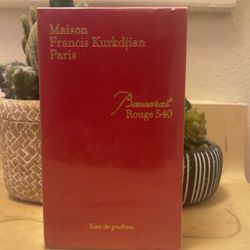 Maison
Francis Kurkdjian
Paris
Baccarat
Rouge 540
Eau de parfum